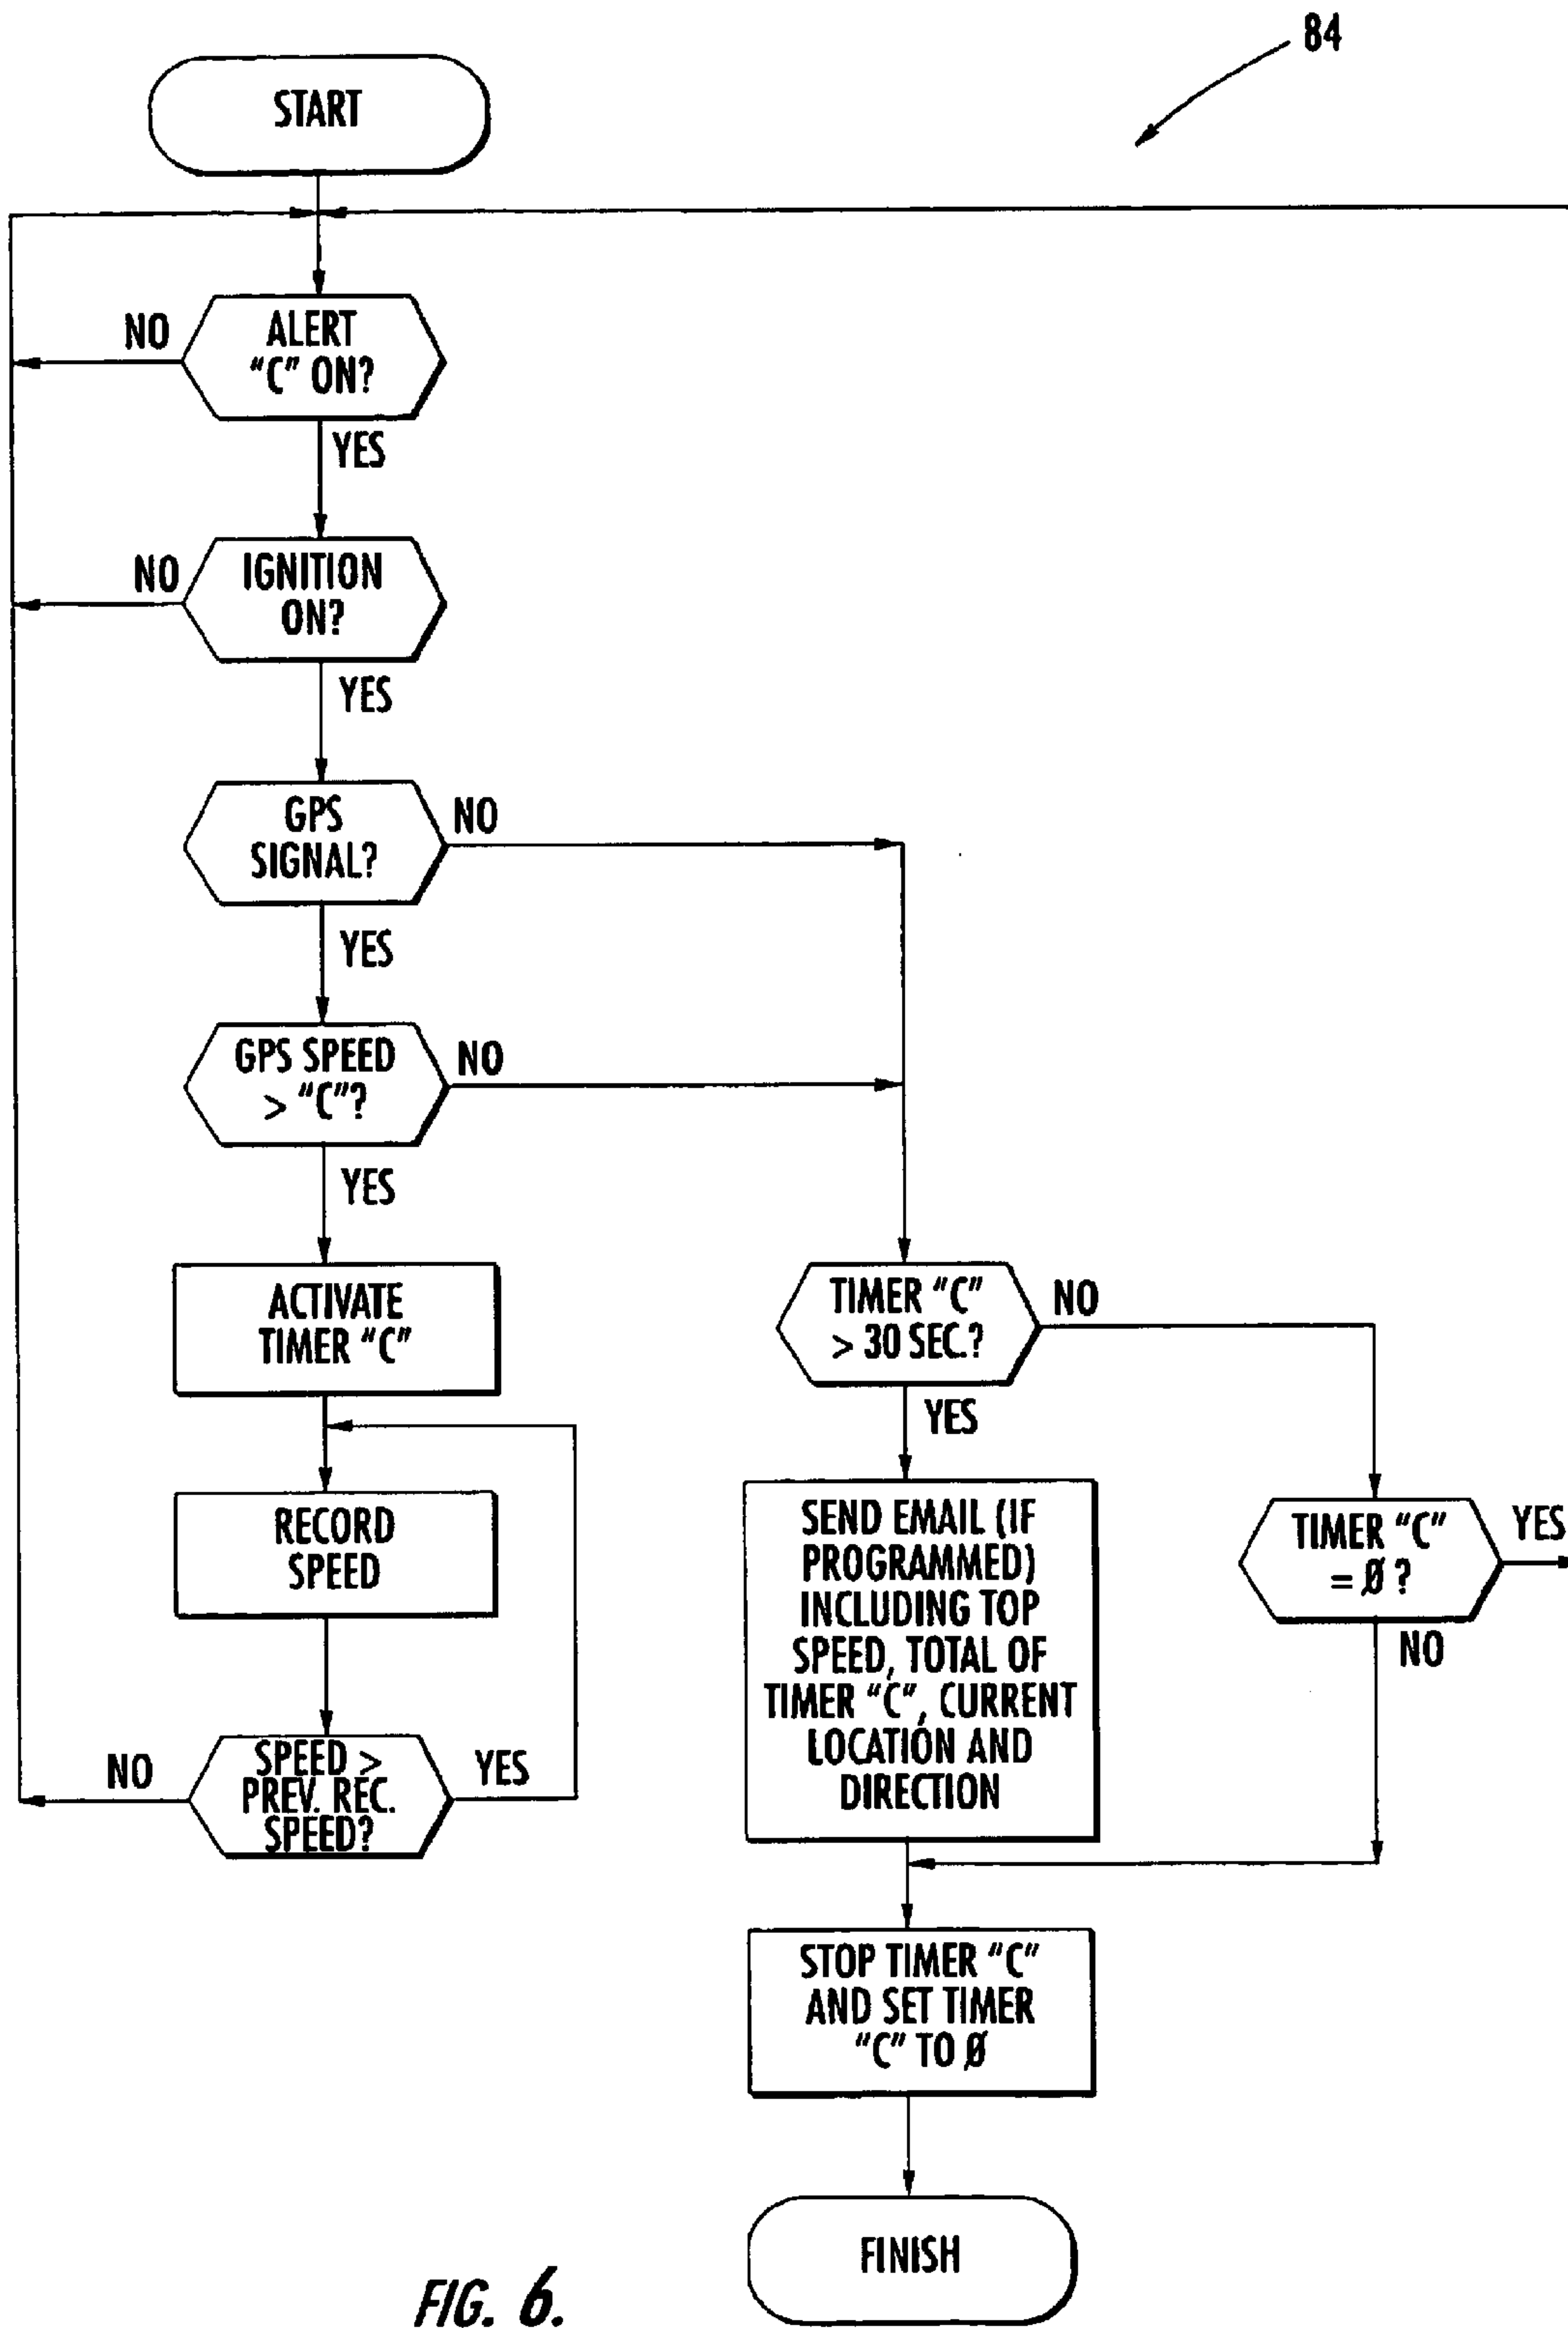 84
START
ALERT
"C" ON?
NO
YES
IGNITION
ON?
NO
YES
GPS
SIGNAL?
NO
YES
GPS SPEED
> "C"?
NO
YES
ACTIVATE
TIMER "C"
RECORD
SPEED
SPEED >
PREV. REC.
SPEED?
NO
YES
TIMER "C"
> 30 SEC.?
NO
YES
SEND EMAIL (IF
PROGRAMMED)
INCLUDING TOP
SPEED, TOTAL OF
TIMER "C", CURRENT
LOCATION AND
DIRECTION
TIMER "C"
= Ø ?
YES
NO
STOP TIMER "C"
AND SET TIMER
"C" TO Ø
FINISH
FIG. 6.